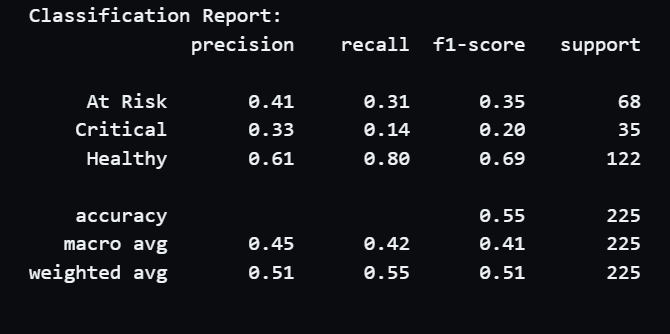 Classification Report:
precision recall f1-score support
At Risk 0.41 0.31 0.35 68
Critical 0.33 0.14 0.20 35
Healthy 0.61 0.80 0.69 122
accuracy 0.55 225
macro avg 0.45 0.42 0.41 225
weighted avg 0.51 0.55 0.51 225